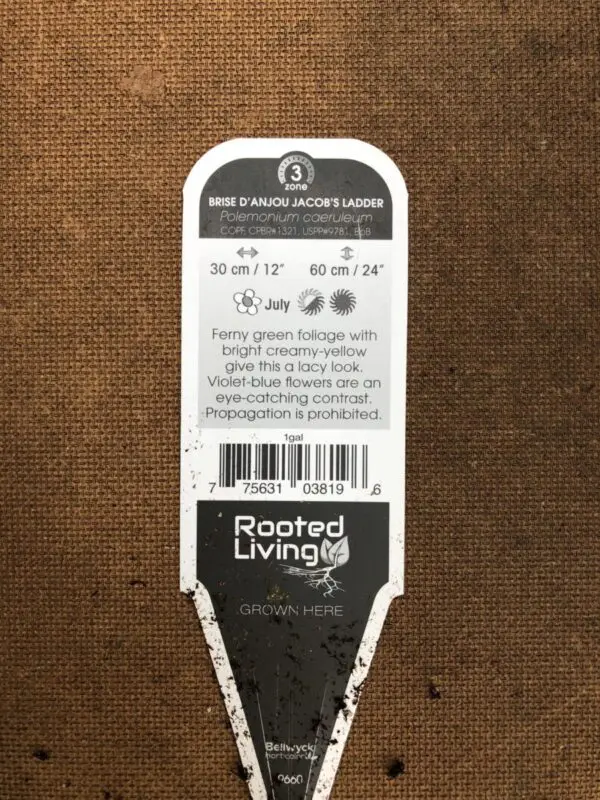 3
zone
BRISE D'ANJOU JACOB'S LADDER
Polemonium caeruleum
COPF, CPBR#1321, USPP#9781,
30 cm / 12" 60 cm / 24"
July
Ferny green foliage with
bright creamy-yellow
give this a lacy look.
Violet-blue flowers are an
eye-catching contrast.
Propagation is prohibited.
1gal
7 75631 03819 6
Rooted
Living
GROWN HERE
Bellwyck
0660